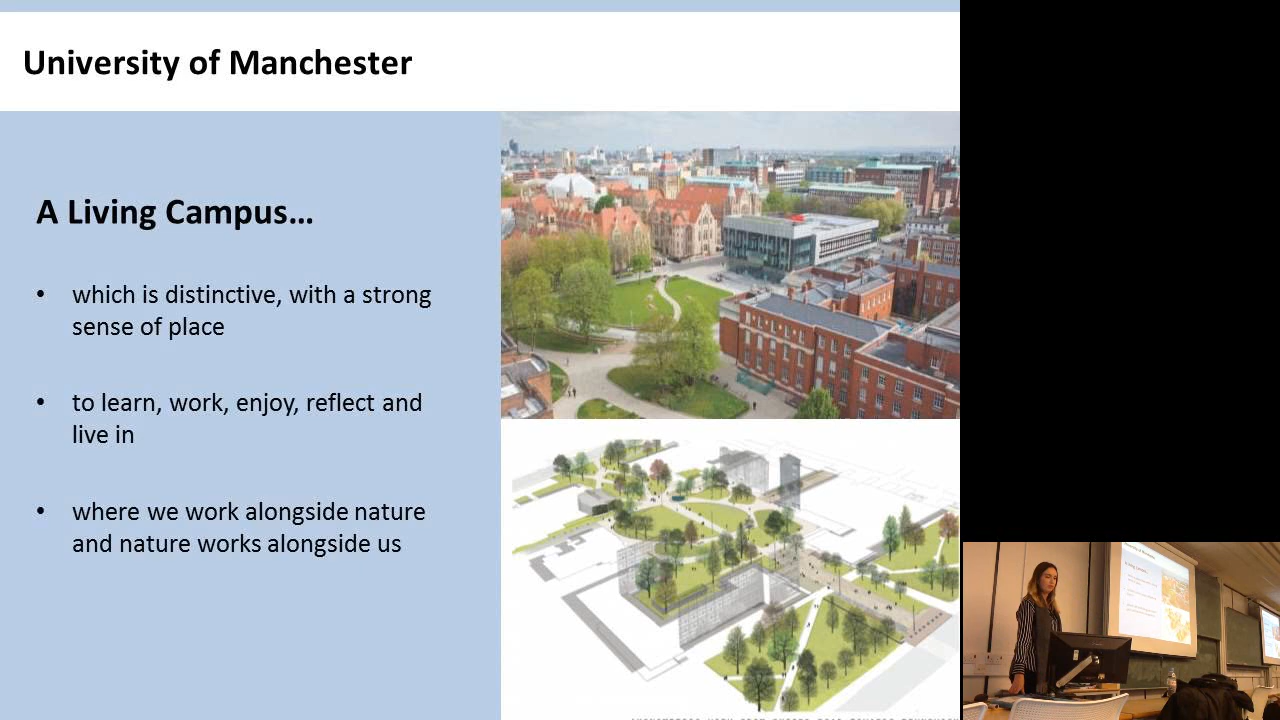 University of Manchester
A Living Campus...
• which is distinctive, with a strong
sense of place
• to learn, work, enjoy, reflect and
live in
• where we work alongside nature
and nature works alongside us